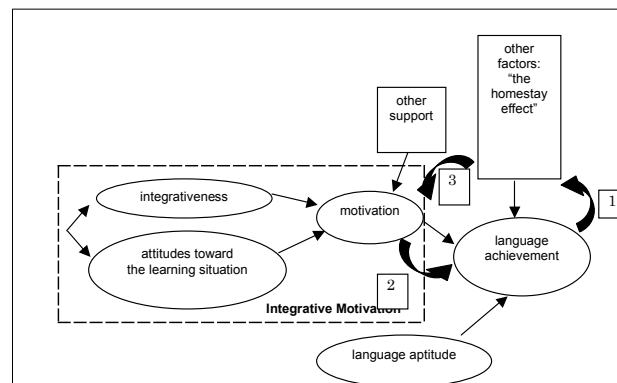 other
factors:
“the
homestay
effect”
other
support
3
1
integrativeness
motivation
attitudes toward
the learning situation
language
achievement
2
Integrative Motivation
language aptitude